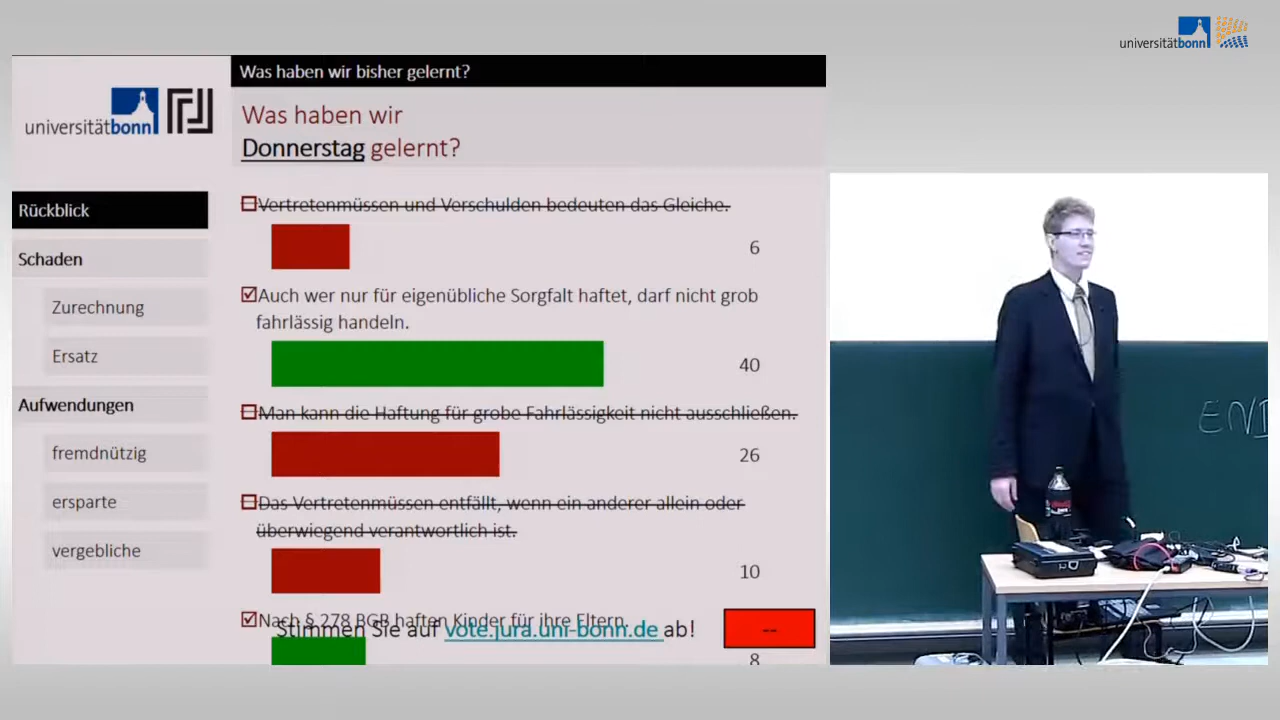 universitätbonn
Was haben wir bisher gelernt?
universitätbonn
Was haben wir
Donnerstag gelernt?
Rückblick
Schaden
Zurechnung
Ersatz
Aufwendungen
fremdnützig
ersparte
vergebliche
Vertretenmüssen und Verschulden bedeuten das Gleiche.
6
Auch wer nur für eigenübliche Sorgfalt haftet, darf nicht grob
fahrlässig handeln.
40
Man kann die Haftung für grobe Fahrlässigkeit nicht ausschließen.
26
Das Vertretenmüssen entfällt, wenn ein anderer allein oder
überwiegend verantwortlich ist.
10
Nach § 278 BGB haften Kinder für ihre Eltern.
Stimmen Sie auf vote.jura.uni-bonn.de ab!
--
8
END